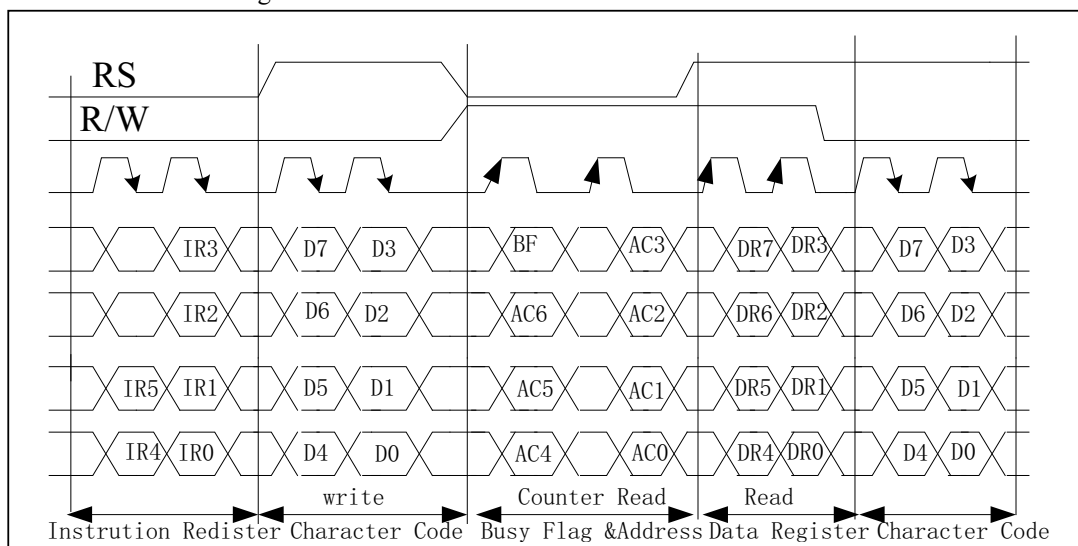 RS
R/W
IR3 D7 D3 BF AC3 DR7 DR3 D7 D3
IR2 D6 D2 AC6 AC2 DR6 DR2 D6 D2
IR5 IR1 D5 D1 AC5 AC1 DR5 DR1 D5 D1
IR4 IR0 D4 D0 AC4 AC0 DR4 DR0 D4 D0
write Counter Read Read
Instrution Redister Character Code Busy Flag &Address Data Register Character Code